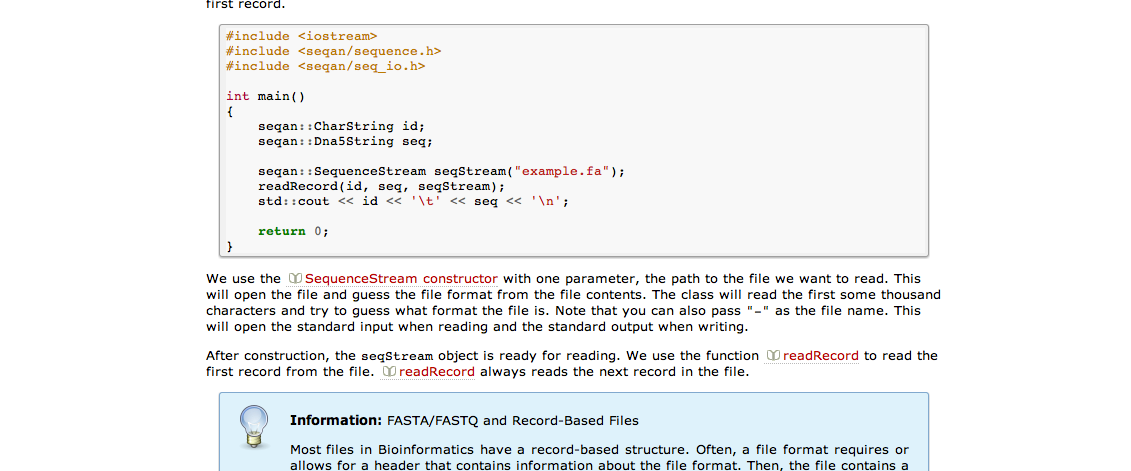 first record.
#include <iostream>
#include <seqan/sequence.h>
#include <seqan/seq_io.h>
int main()
{
    seqan::CharString id;
    seqan::Dna5String seq;
    seqan::SequenceStream seqStream("example.fa");
    readRecord(id, seq, seqStream);
    std::cout << id << '\t' << seq << '\n';
    return 0;
}
We use the SequenceStream constructor with one parameter, the path to the file we want to read. This
will open the file and guess the file format from the file contents. The class will read the first some thousand
characters and try to guess what format the file is. Note that you can also pass "-" as the file name. This
will open the standard input when reading and the standard output when writing.
After construction, the seqStream object is ready for reading. We use the function readRecord to read the
first record from the file. readRecord always reads the next record in the file.
Information: FASTA/FASTQ and Record-Based Files
Most files in Bioinformatics have a record-based structure. Often, a file format requires or
allows for a header that contains information about the file format. Then, the file contains a